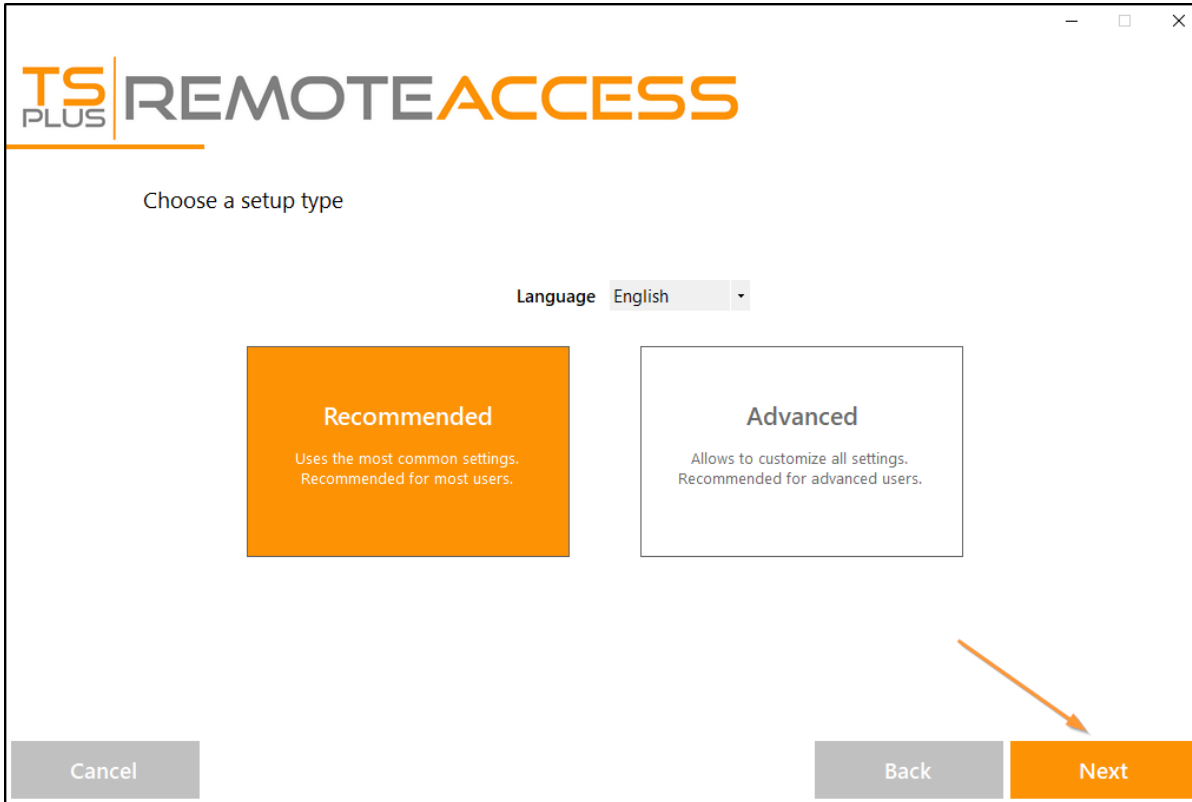 TS PLUS REMOTEACCESS
Choose a setup type
Language English
Recommended
Uses the most common settings.
Recommended for most users.
Advanced
Allows to customize all settings.
Recommended for advanced users.
Cancel
Back
Next